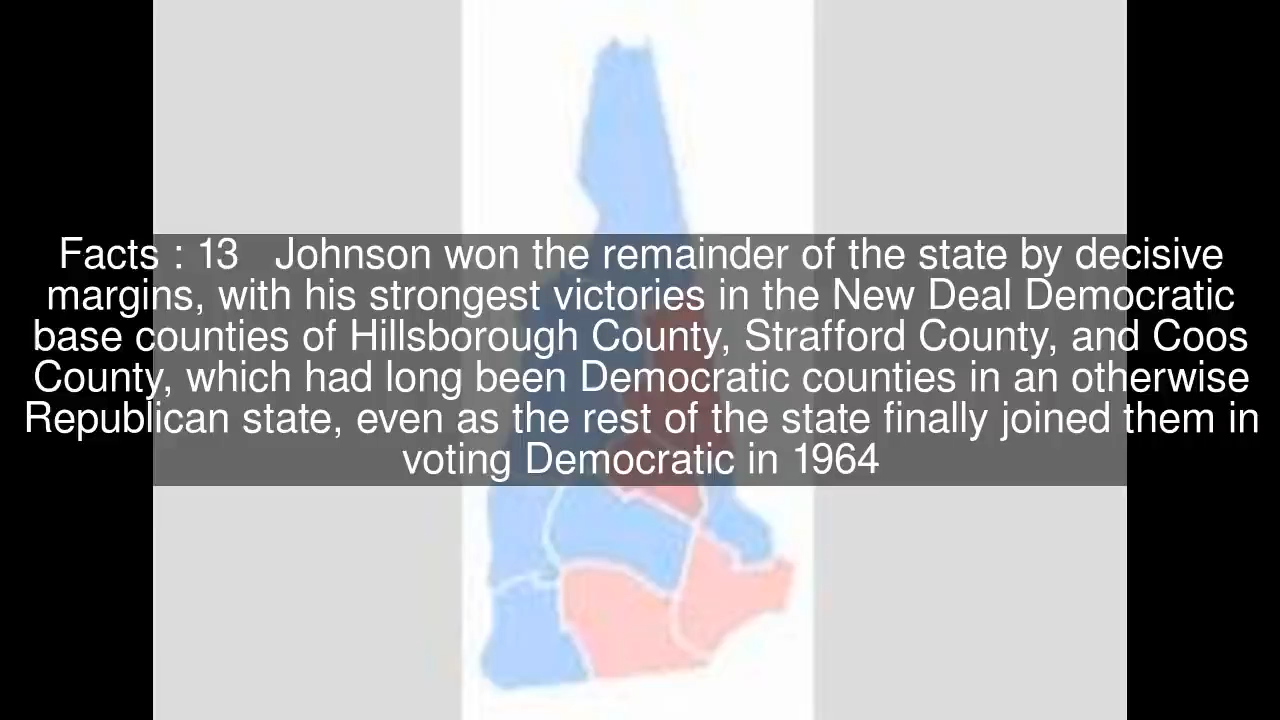 Facts : 13   Johnson won the remainder of the state by decisive
margins, with his strongest victories in the New Deal Democratic
base counties of Hillsborough County, Strafford County, and Coos
County, which had long been Democratic counties in an otherwise
Republican state, even as the rest of the state finally joined them in
voting Democratic in 1964